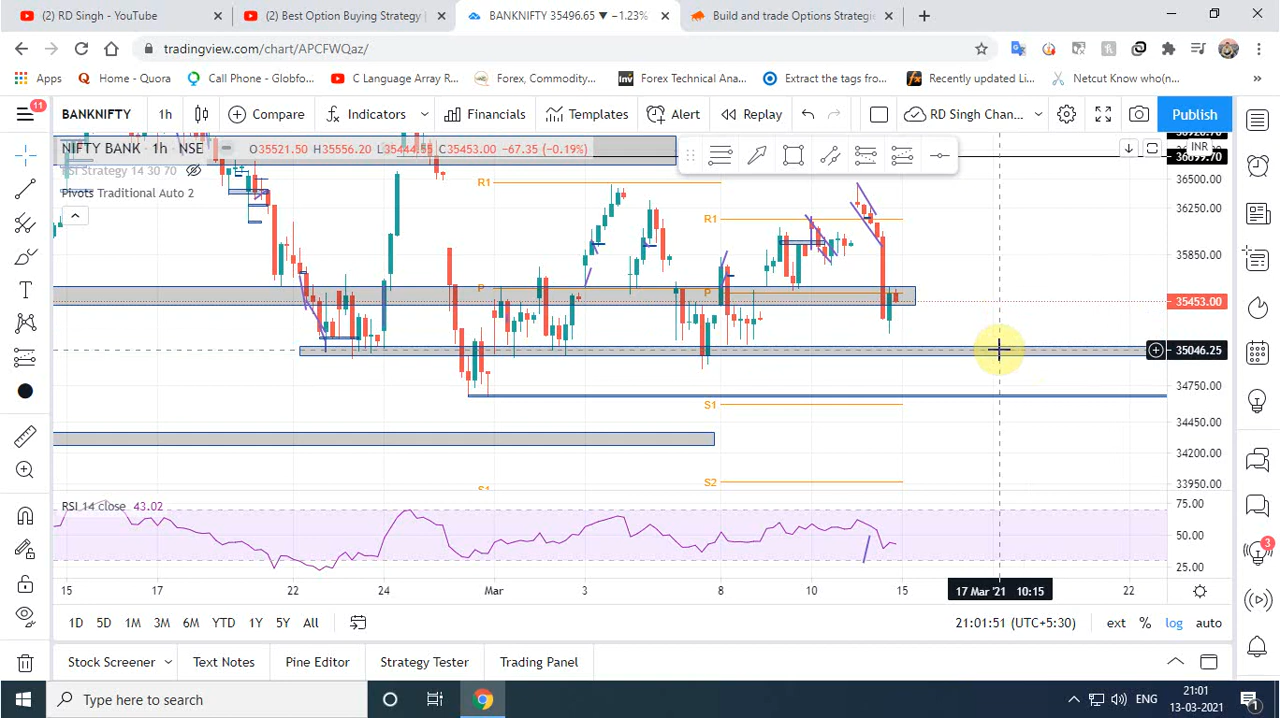 RD Singh - YouTube
(2) Best Option Buying Strategy
BANKNIFTY 35496.65 ▼ −1.23%
Build and trade Options Strategi
tradingview.com/chart/APCFWQaz/
Apps
Home - Quora
Call Phone - Globfo...
C Language Array R...
Forex, Commodity...
Forex Technical Ana...
Extract the tags from...
Recently updated Li...
Netcut Know who(n...
»
11
BANKNIFTY
1h
Compare
Indicators
Financials
Templates
Alert
Replay
RD Singh Chan...
Publish
NIFTY BANK · 1h · NSE
O35521.50 H35556.20 L35444.55 C35453.00 −67.35 (−0.19%)
RSI Strategy 14 30 70
Pivots Traditional Auto 2
INR
36699.70
36500.00
36250.00
35850.00
35453.00
35046.25
34750.00
34450.00
34200.00
33950.00
R1
R1
P
P
S1
S2
RSI 14 close 43.02
75.00
50.00
25.00
15
17
22
24
Mar
3
8
10
15
17 Mar '21 10:15
22
1D
5D
1M
3M
6M
YTD
1Y
5Y
All
21:01:51 (UTC+5:30)
ext
%
log
auto
3
Stock Screener
Text Notes
Pine Editor
Strategy Tester
Trading Panel
Type here to search
ENG
21:01
13-03-2021
1